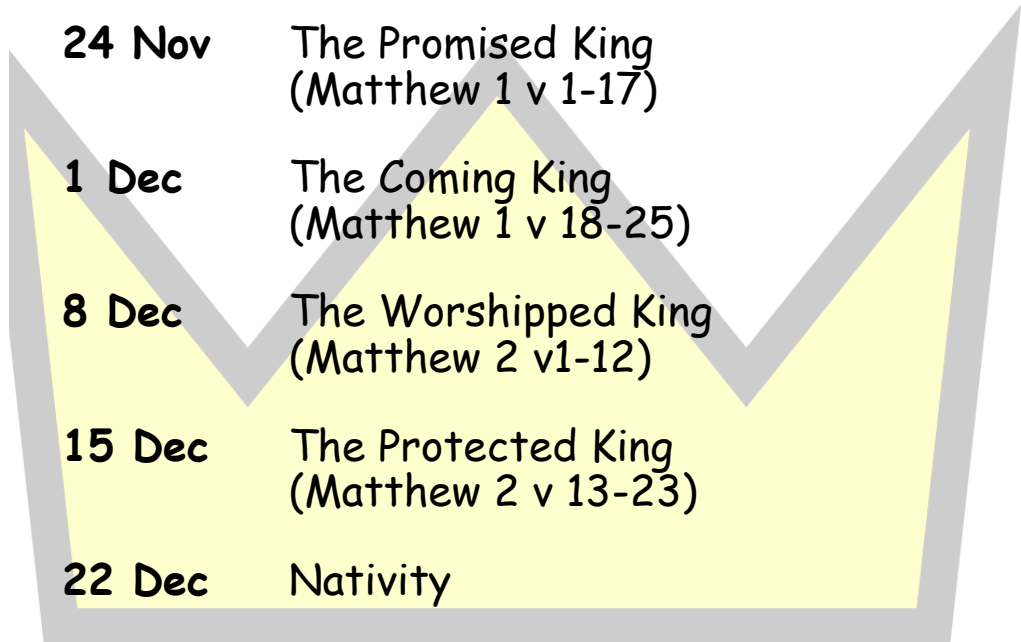 24 Nov The Promised King
(Matthew 1 v 1-17)
1 Dec The Coming King
(Matthew 1 v 18-25)
8 Dec The Worshipped King
(Matthew 2 v1-12)
15 Dec The Protected King
(Matthew 2 v 13-23)
22 Dec Nativity